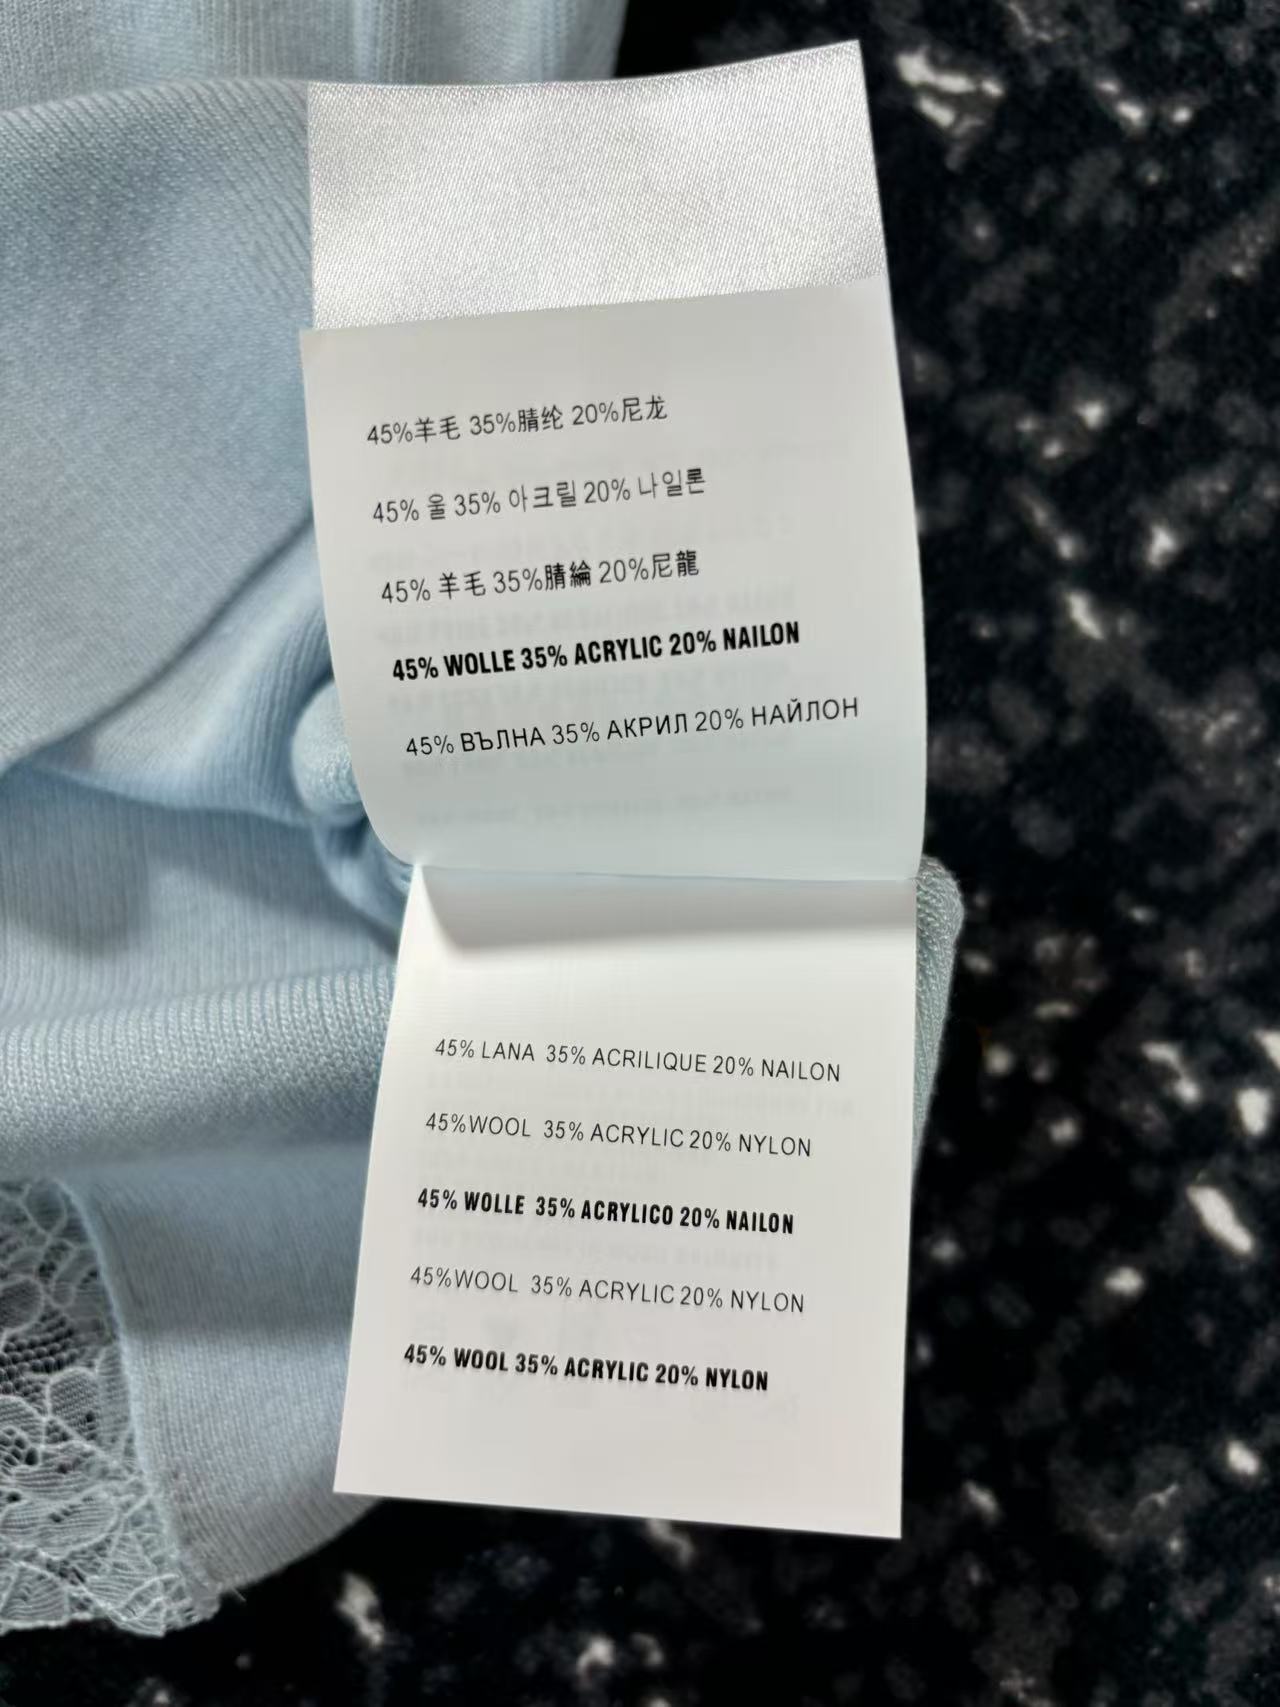 45%羊毛 35%腈纶 20%尼龙
45% 울 35% 아크릴 20% 나일론
45% 羊毛 35%腈綸 20%尼龍
45% WOLLE 35% ACRYLIC 20% NAILON
45% ВЪЛНА 35% АКРИЛ 20% НАЙЛОН
45% LANA 35% ACRILIQUE 20% NAILON
45%WOOL 35% ACRYLIC 20% NYLON
45% WOLLE 35% ACRYLICO 20% NAILON
45%WOOL 35% ACRYLIC 20% NYLON
45% WOOL 35% ACRYLIC 20% NYLON